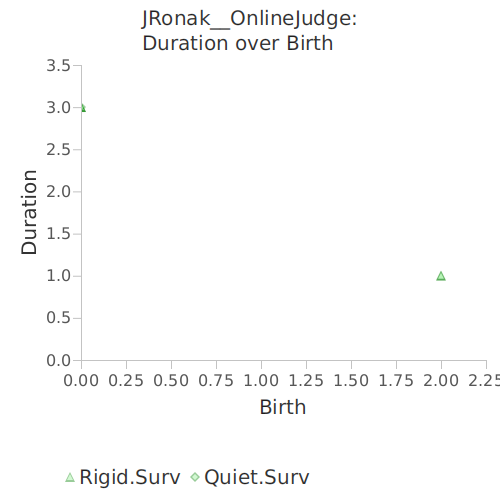 JRonak__OnlineJudge:
Duration over Birth
3.5
3.0
2.5
2.0
1.5
1.0
0.5
0.0
Duration
0.00 0.25 0.50 0.75 1.00 1.25 1.50 1.75 2.00 2.25
Birth
Rigid.Surv Quiet.Surv